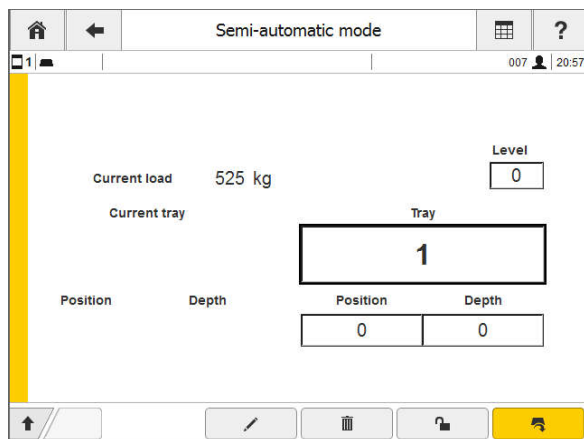 Semi-automatic mode ?
1 007 20:57
Level
Current load 525 kg 0
Current tray Tray
1
Position Depth Position Depth
0 0